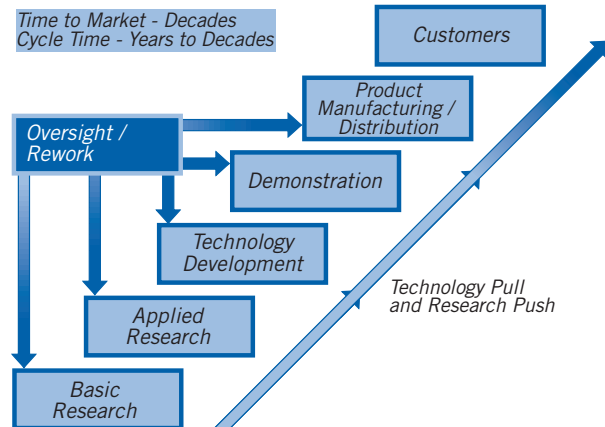 Time to Market - Decades
Cycle Time - Years to Decades
Customers
Product
Manufacturing /
Distribution
Oversight /
Rework
Demonstration
Technology
Development
Technology Pull
and Research Push
Applied
Research
Basic
Research